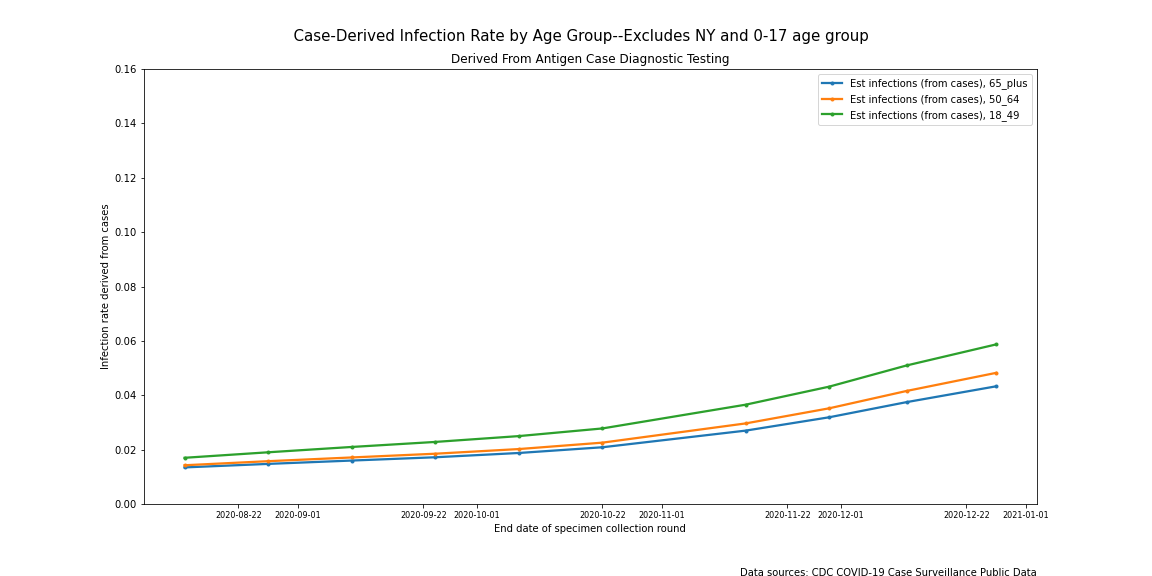 Case-Derived Infection Rate by Age Group--Excludes NY and 0-17 age group
Derived From Antigen Case Diagnostic Testing
Est infections (from cases), 65_plus
Est infections (from cases), 50_64
Est infections (from cases), 18_49
Infection rate derived from cases
0.16
0.14
0.12
0.10
0.08
0.06
0.04
0.02
0.00
2020-08-22 2020-09-01 2020-09-22 2020-10-01 2020-10-22 2020-11-01 2020-11-22 2020-12-01 2020-12-22 2021-01-01
End date of specimen collection round
Data sources: CDC COVID-19 Case Surveillance Public Data